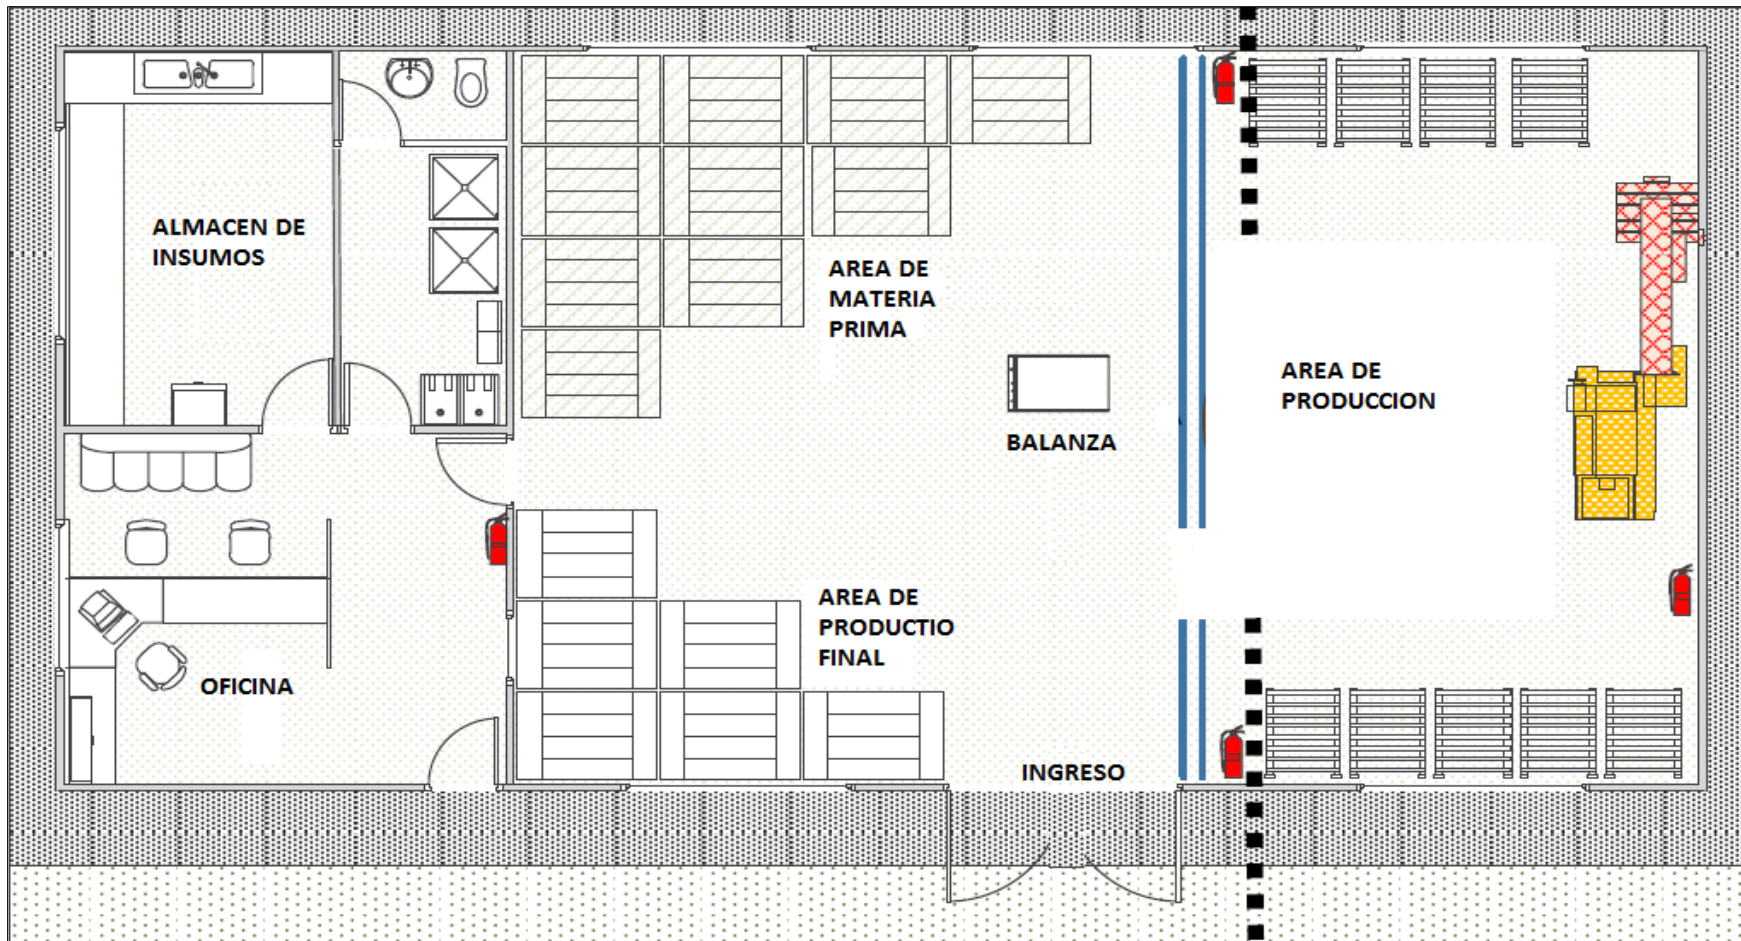 ALMACEN DE
INSUMOS
AREA DE
MATERIA
PRIMA
BALANZA
AREA DE
PRODUCCION
AREA DE
PRODUCTIO
FINAL
OFICINA
INGRESO